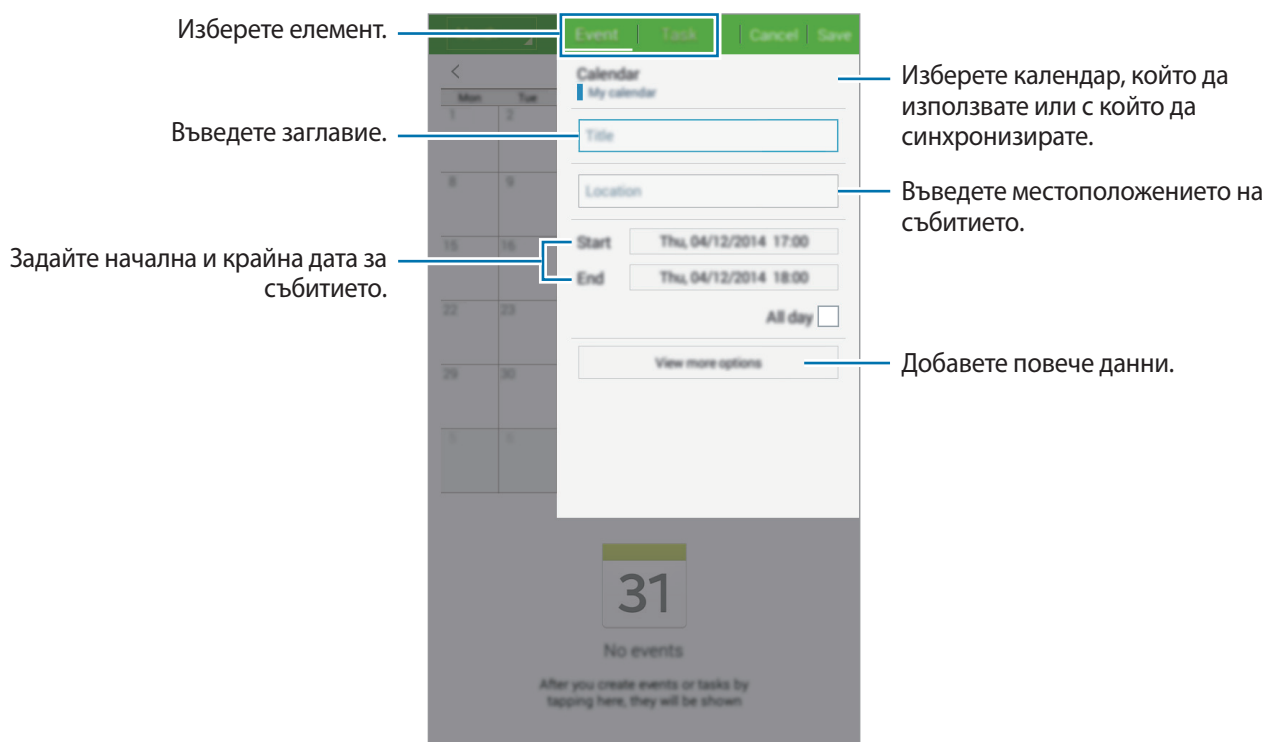 Изберете елемент.
Event
Task
Cancel
Save
Calendar
My calendar
Изберете календар, който да
използвате или с който да
синхронизирате.
Mon
Tue
1
2
Въведете заглавие.
Title
8
9
Location
Въведете местоположението на
събитието.
15
16
Задайте начална и крайна дата за
събитието.
Start
Thu, 04/12/2014 17:00
End
Thu, 04/12/2014 18:00
22
23
All day
29
30
View more options
Добавете повече данни.
31
No events
After you create events or tasks by
tapping here, they will be shown